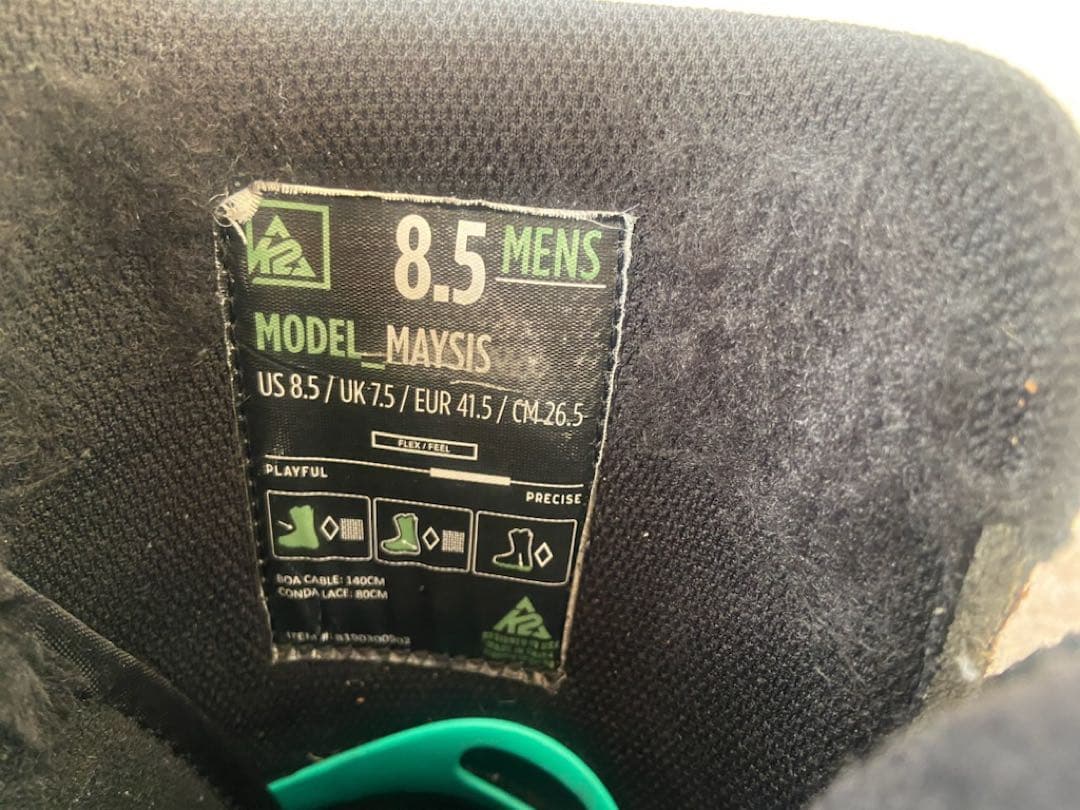 K2 8.5 MENS
MODEL_MAYSIS
US 8.5 / UK 7.5 / EUR 41.5 / CM 26.5
FLEX / FEEL
PLAYFUL
PRECISE
BOA CABLE: 140CM
CONDA LACE: 80CM
ITEM #:
K2